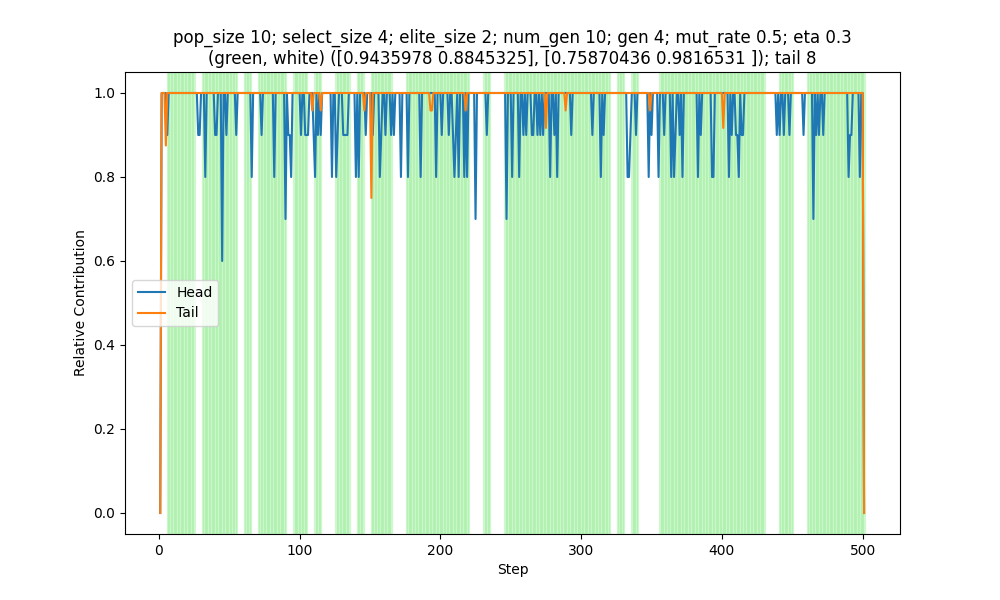 pop_size 10; select_size 4; elite_size 2; num_gen 10; gen 4; mut_rate 0.5; eta 0.3
(green, white) ([0.9435978 0.8845325], [0.75870436 0.9816531 ]); tail 8
1.0
0.8
0.6
0.4
0.2
0.0
Relative Contribution
Head
Tail
0
100
200
300
400
500
Step